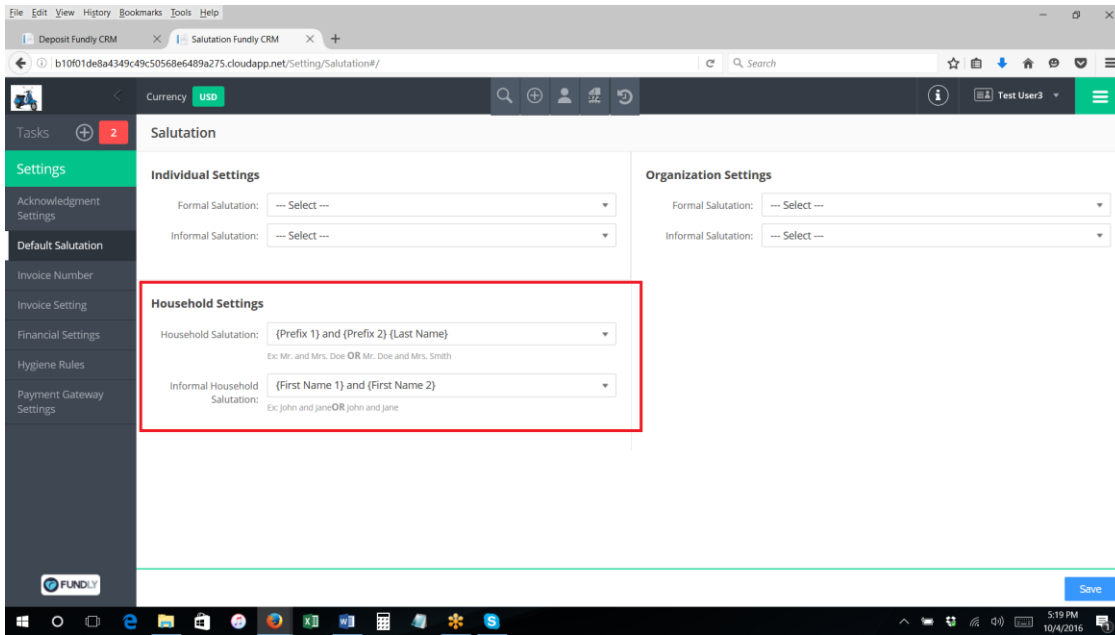 File Edit View History Bookmarks Tools Help
Deposit Fundly CRM
Salutation Fundly CRM
b10f01de8a4349c49c50568e6489a275.cloudapp.net/Setting/Salutation#/
Search
Currency USD
Test User3
Tasks 2
Salutation
Settings
Acknowledgment
Settings
Default Salutation
Invoice Number
Invoice Setting
Financial Settings
Hygiene Rules
Payment Gateway
Settings
Individual Settings
Formal Salutation: --- Select ---
Informal Salutation: --- Select ---
Organization Settings
Formal Salutation: --- Select ---
Informal Salutation: --- Select ---
Household Settings
Household Salutation: {Prefix 1} and {Prefix 2} {Last Name}
Ex: Mr. and Mrs. Doe OR Mr. Doe and Mrs. Smith
Informal Household
Salutation:
{First Name 1} and {First Name 2}
Ex: John and JaneOR John and Jane
FUNDLY
Save
5:19 PM
10/4/2016